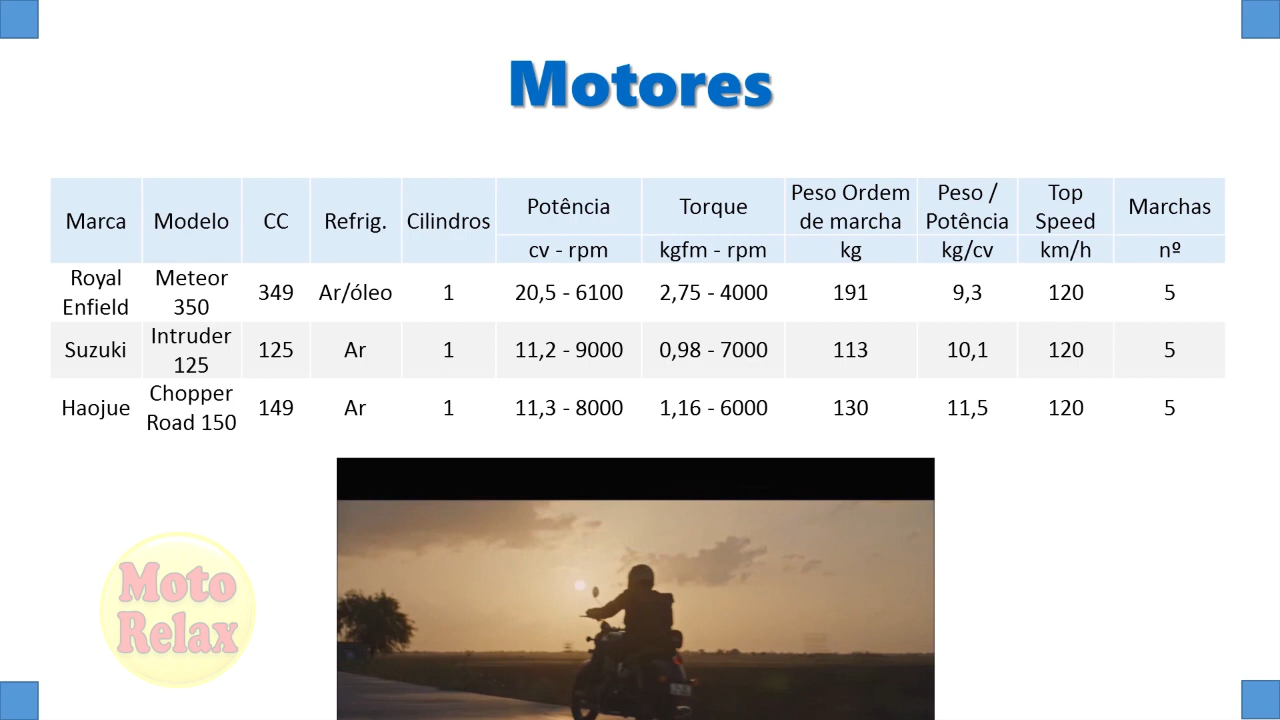 Motores
Marca Modelo CC Refrig. Cilindros Potência Torque Peso Ordem de marcha Peso / Potência Top Speed Marchas
cv - rpm kgfm - rpm kg kg/cv km/h nº
Royal Enfield Meteor 350 349 Ar/óleo 1 20,5 - 6100 2,75 - 4000 191 9,3 120 5
Suzuki Intruder 125 125 Ar 1 11,2 - 9000 0,98 - 7000 113 10,1 120 5
Haojue Chopper Road 150 149 Ar 1 11,3 - 8000 1,16 - 6000 130 11,5 120 5
Moto
Relax